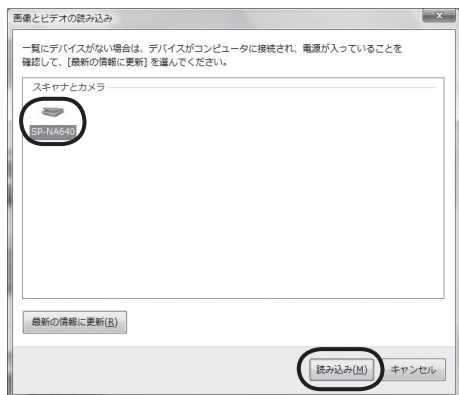 画像とビデオの読み込み
一覧にデバイスがない場合は、デバイスがコンピュータに接続され、電源が入っていることを
確認して、[最新の情報に更新] を選んでください。
スキャナとカメラ
SP-NA640
最新の情報に更新(R)
読み込み(M) キャンセル